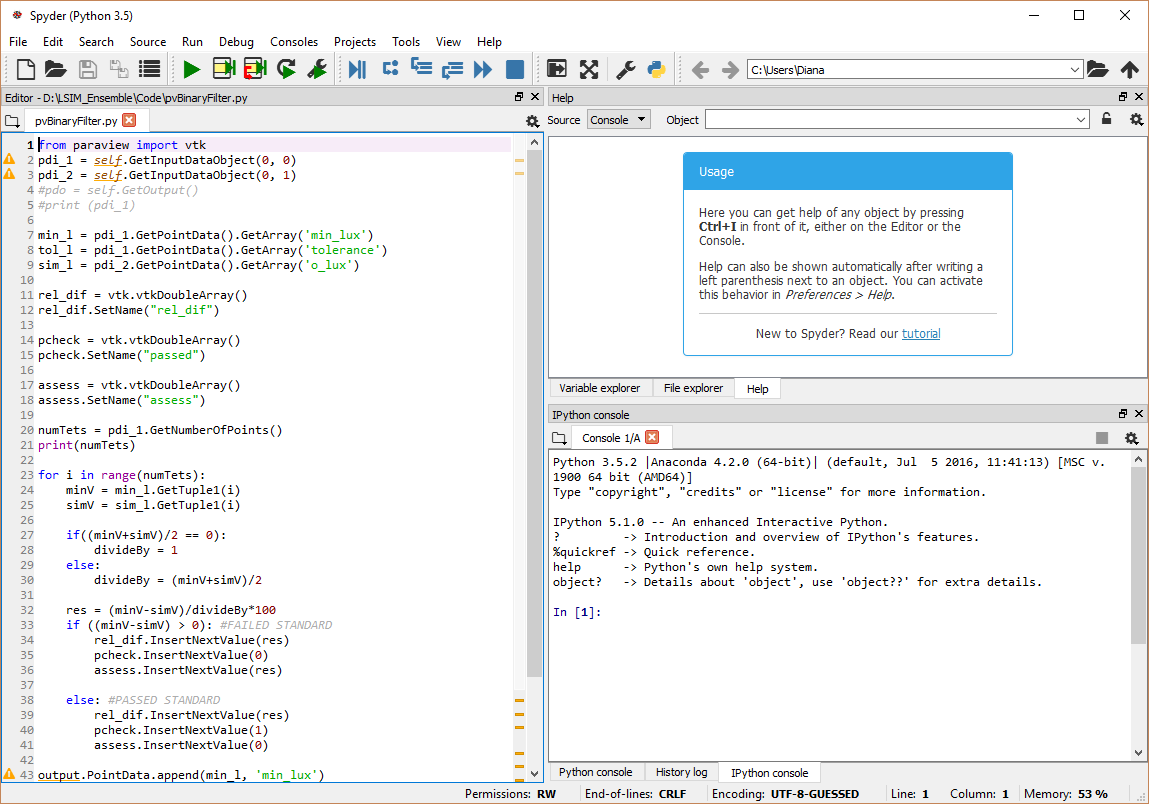 Spyder (Python 3.5)
File Edit Search Source Run Debug Consoles Projects Tools View Help
C:\Users\Diana
Editor - D:\LSIM_Ensemble\Code\pvBinaryFilter.py
pvBinaryFilter.py
1 from paraview import vtk
2 pdi_1 = self.GetInputDataObject(0, 0)
3 pdi_2 = self.GetInputDataObject(0, 1)
4 #pdo = self.GetOutput()
5 #print (pdi_1)
6
7 min_l = pdi_1.GetPointData().GetArray('min_lux')
8 tol_l = pdi_1.GetPointData().GetArray('tolerance')
9 sim_l = pdi_2.GetPointData().GetArray('o_lux')
10
11 rel_dif = vtk.vtkDoubleArray()
12 rel_dif.SetName("rel_dif")
13
14 pcheck = vtk.vtkDoubleArray()
15 pcheck.SetName("passed")
16
17 assess = vtk.vtkDoubleArray()
18 assess.SetName("assess")
19
20 numTets = pdi_1.GetNumberOfPoints()
21 print(numTets)
22
23 for i in range(numTets):
24     minV = min_l.GetTuple1(i)
25     simV = sim_l.GetTuple1(i)
26
27     if((minV+simV)/2 == 0):
28         divideBy = 1
29     else:
30         divideBy = (minV+simV)/2
31
32     res = (minV-simV)/divideBy*100
33     if ((minV-simV) > 0): #FAILED STANDARD
34         rel_dif.InsertNextValue(res)
35         pcheck.InsertNextValue(0)
36         assess.InsertNextValue(res)
37
38     else: #PASSED STANDARD
39         rel_dif.InsertNextValue(res)
40         pcheck.InsertNextValue(1)
41         assess.InsertNextValue(0)
42
43 output.PointData.append(min_l, 'min_lux')
Help
Source Console Object
Usage
Here you can get help of any object by pressing
Ctrl+I in front of it, either on the Editor or the
Console.
Help can also be shown automatically after writing a
left parenthesis next to an object. You can activate
this behavior in Preferences > Help.
New to Spyder? Read our tutorial
Variable explorer File explorer Help
IPython console
Console 1/A
Python 3.5.2 |Anaconda 4.2.0 (64-bit)| (default, Jul  5 2016, 11:41:13) [MSC v.
1900 64 bit (AMD64)]
Type "copyright", "credits" or "license" for more information.
IPython 5.1.0 -- An enhanced Interactive Python.
?         -> Introduction and overview of IPython's features.
%quickref -> Quick reference.
help      -> Python's own help system.
object?   -> Details about 'object', use 'object??' for extra details.
In [1]:
Python console History log IPython console
Permissions: RW End-of-lines: CRLF Encoding: UTF-8-GUESSED Line: 1 Column: 1 Memory: 53 %